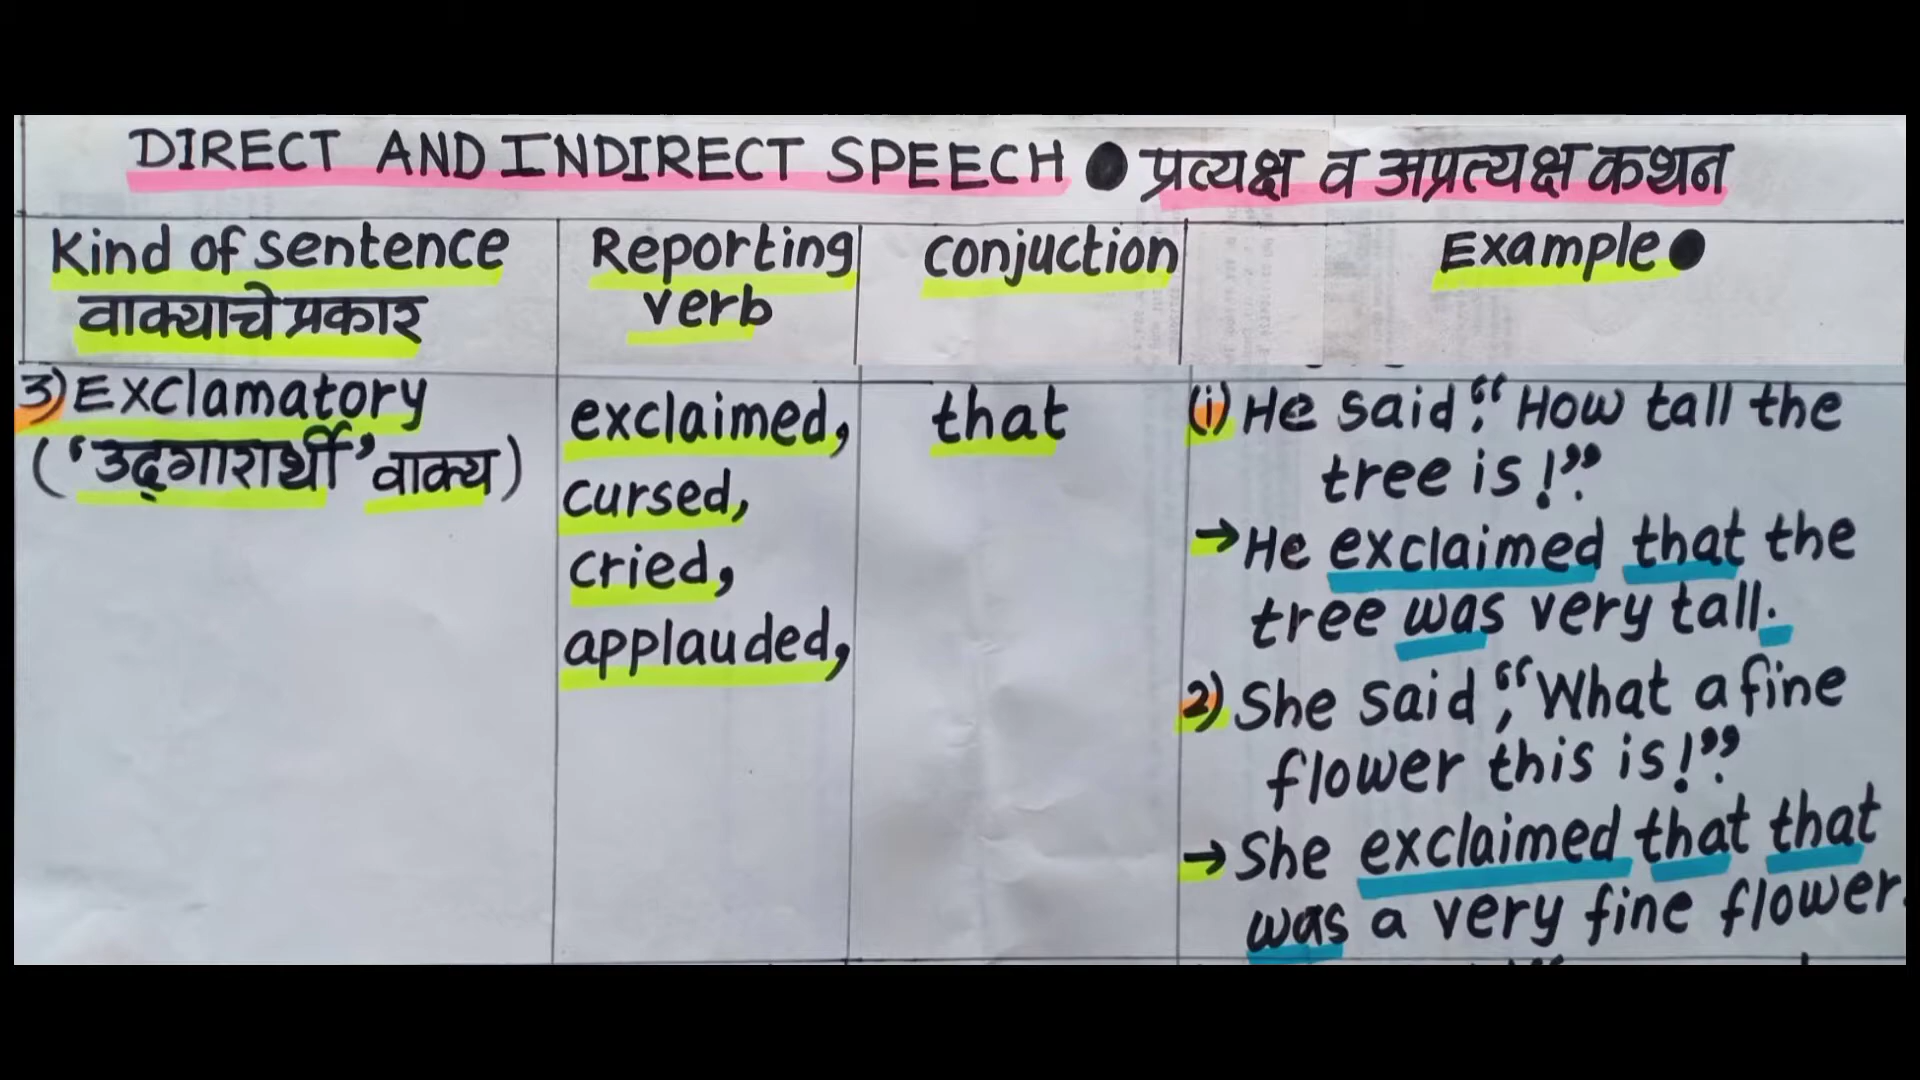 DIRECT AND INDIRECT SPEECH ● प्रत्यक्ष व अप्रत्यक्ष कथन
Kind of sentence
वाक्याचे प्रकार
Reporting
verb
conjuction
Example●
3) Exclamatory
('उद्गारार्थी' वाक्य)
exclaimed,
cursed,
cried,
applauded,
that
(i) He said, “How tall the
tree is!”.
→ He exclaimed that the
tree was very tall.
2) She said, “What a fine
flower this is!”.
→ She exclaimed that that
was a very fine flower.